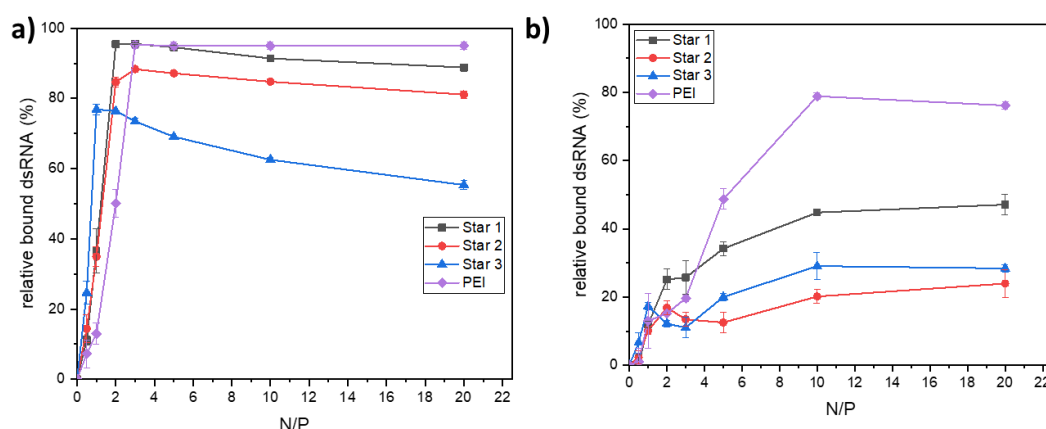 a)
relative bound dsRNA (%)
100
80
60
40
20
0
Star 1
Star 2
Star 3
PEI
0 2 4 6 8 10 12 14 16 18 20 22
N/P
b)
relative bound dsRNA (%)
100
80
60
40
20
0
Star 1
Star 2
Star 3
PEI
0 2 4 6 8 10 12 14 16 18 20 22
N/P